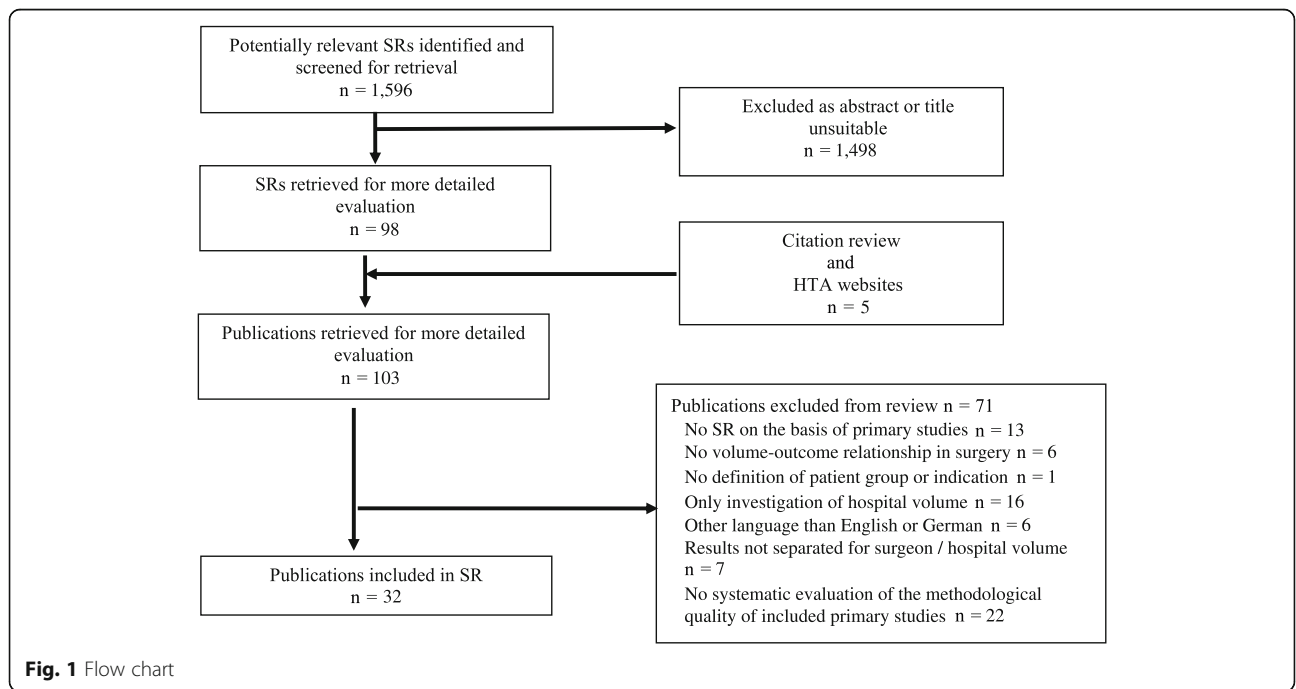 Potentially relevant SRs identified and
screened for retrieval
n = 1,596
Excluded as abstract or title
unsuitable
n = 1,498
SRs retrieved for more detailed
evaluation
n = 98
Citation review
and
HTA websites
n = 5
Publications retrieved for more detailed
evaluation
n = 103
Publications excluded from review n = 71
No SR on the basis of primary studies n = 13
No volume-outcome relationship in surgery n = 6
No definition of patient group or indication n = 1
Only investigation of hospital volume n = 16
Other language than English or German n = 6
Results not separated for surgeon / hospital volume
n = 7
No systematic evaluation of the methodological
quality of included primary studies n = 22
Publications included in SR
n = 32
Fig. 1 Flow chart